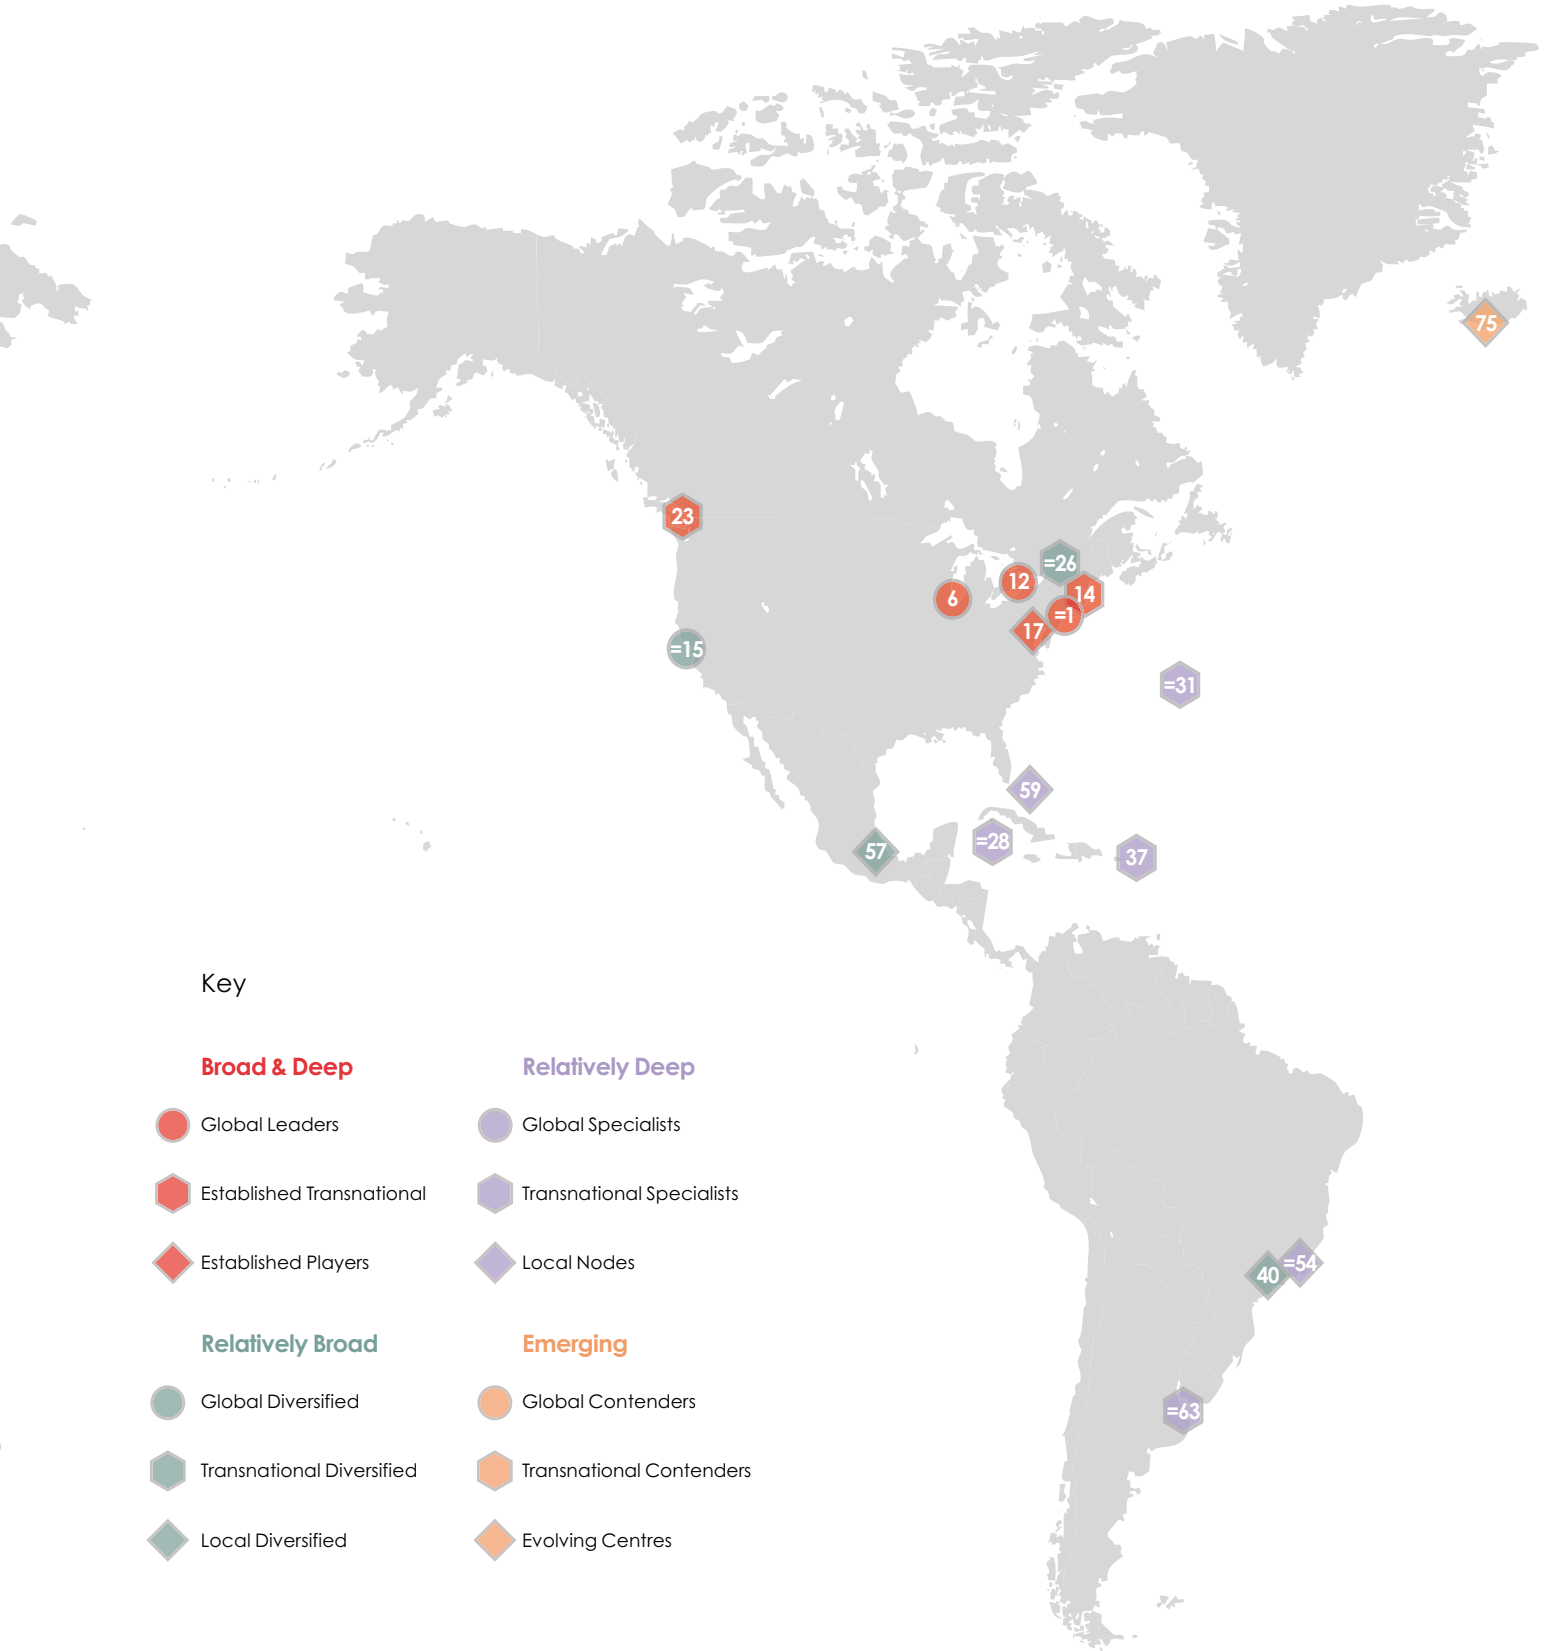 75
23
=26
12
14
6
=1
17
=15
=31
59
=28
57
37
Key
Broad & Deep
Global Leaders
Established Transnational
Established Players
Relatively Deep
Global Specialists
Transnational Specialists
Local Nodes
Relatively Broad
Global Diversified
Transnational Diversified
Local Diversified
Emerging
Global Contenders
Transnational Contenders
Evolving Centres
=54
40
=63